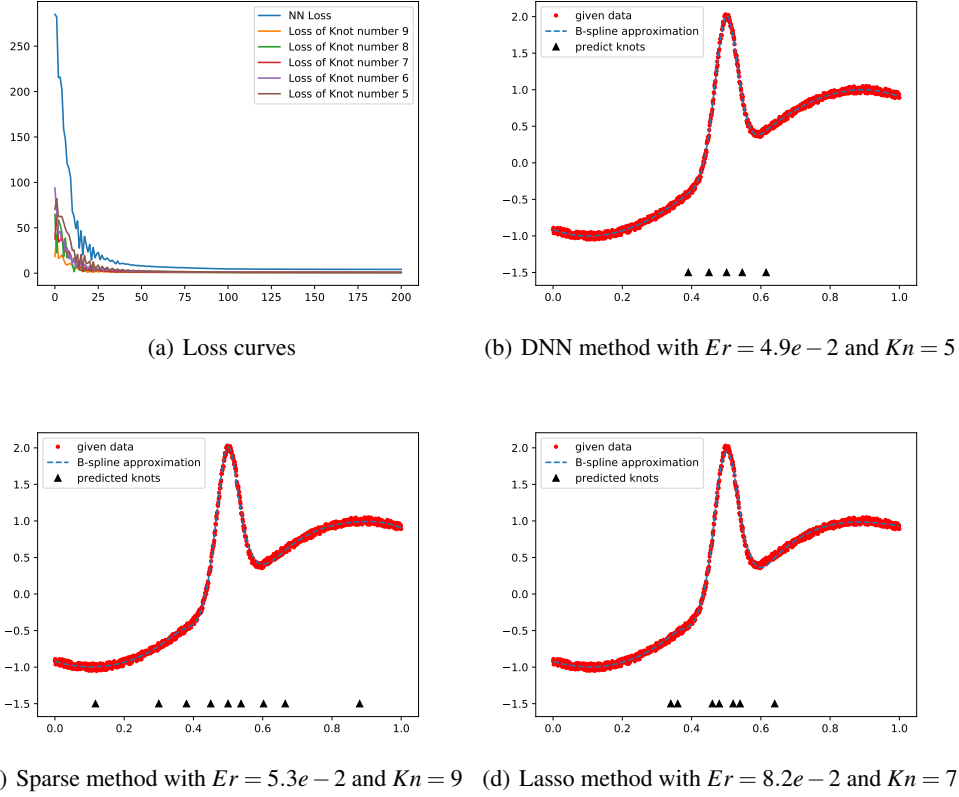 NN Loss
Loss of Knot number 9
Loss of Knot number 8
Loss of Knot number 7
Loss of Knot number 6
Loss of Knot number 5
250
200
150
100
50
0
0 25 50 75 100 125 150 175 200
(a) Loss curves
given data
B-spline approximation
predict knots
2.0
1.5
1.0
0.5
0.0
−0.5
−1.0
−1.5
0.0 0.2 0.4 0.6 0.8 1.0
(b) DNN method with Er = 4.9e − 2 and Kn = 5
given data
B-spline approximation
predicted knots
2.0
1.5
1.0
0.5
0.0
−0.5
−1.0
−1.5
0.0 0.2 0.4 0.6 0.8 1.0
) Sparse method with Er = 5.3e − 2 and Kn = 9
given data
B-spline approximation
predicted knots
2.0
1.5
1.0
0.5
0.0
−0.5
−1.0
−1.5
0.0 0.2 0.4 0.6 0.8 1.0
(d) Lasso method with Er = 8.2e − 2 and Kn = 7